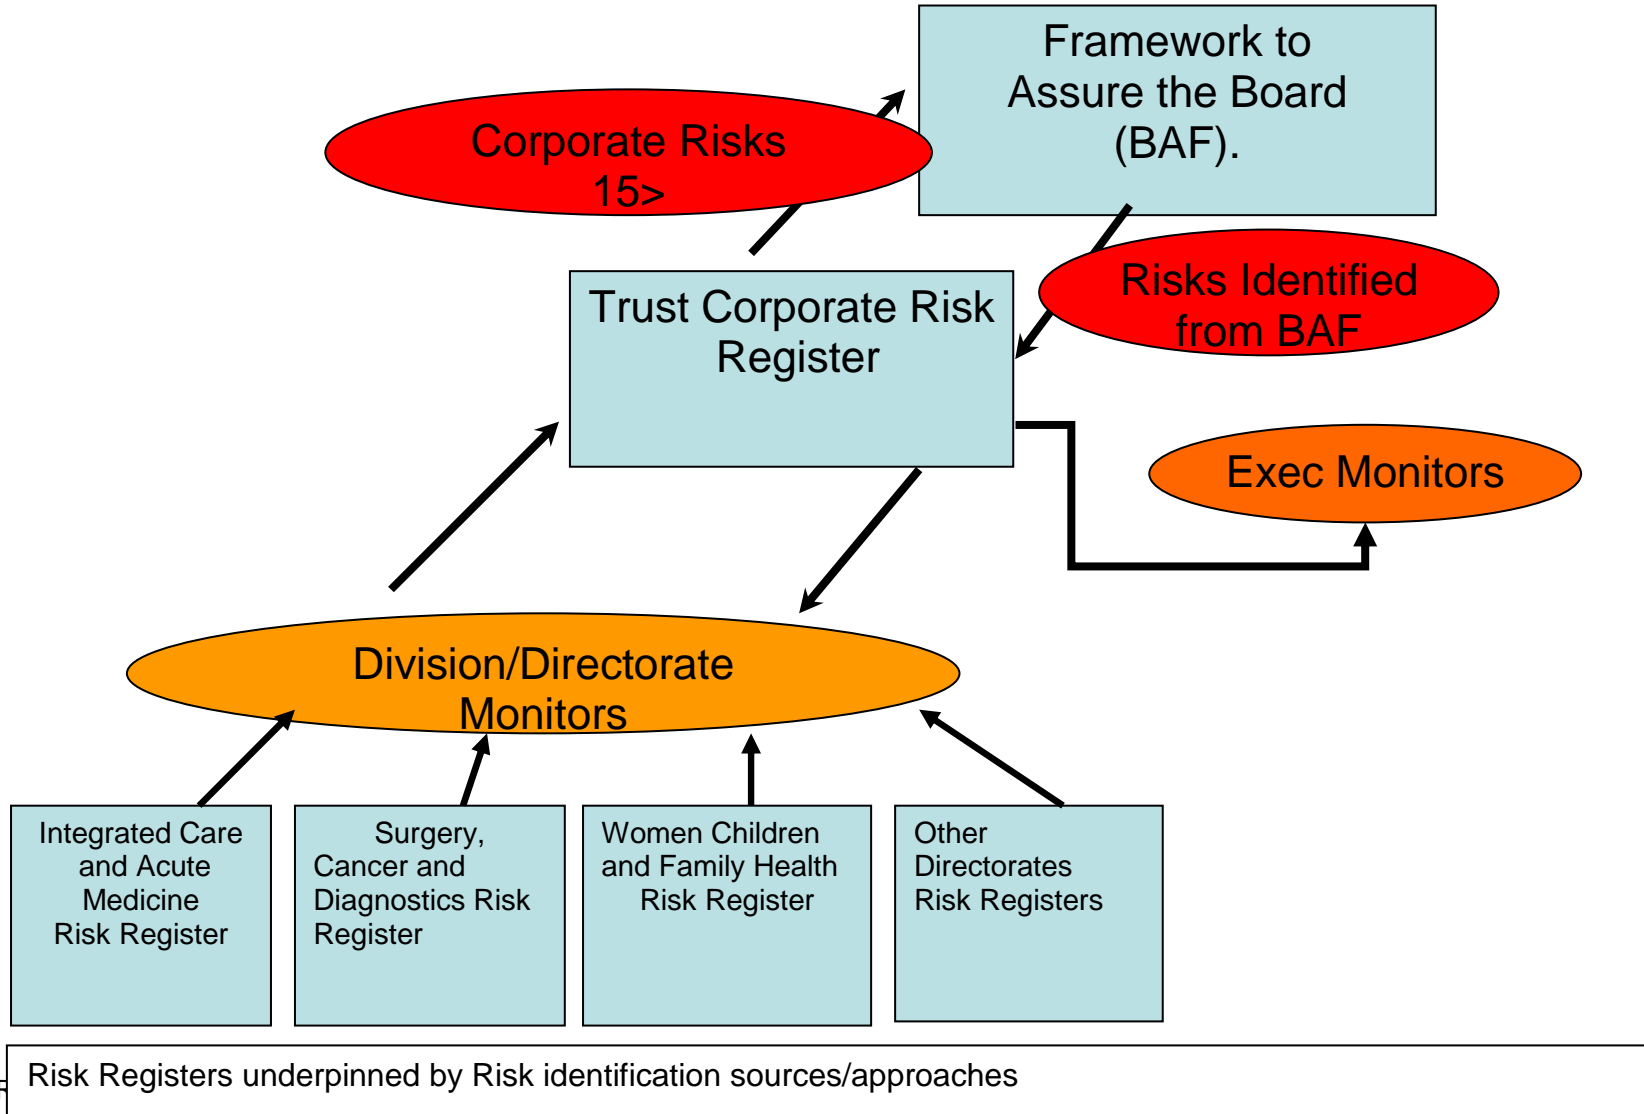 Framework to
Assure the Board
(BAF).
Corporate Risks
15>
Risks Identified
from BAF
Trust Corporate Risk
Register
Exec Monitors
Division/Directorate
Monitors
Integrated Care
and Acute
Medicine
Risk Register
Surgery,
Cancer and
Diagnostics Risk
Register
Women Children
and Family Health
Risk Register
Other
Directorates
Risk Registers
Risk Registers underpinned by Risk identification sources/approaches